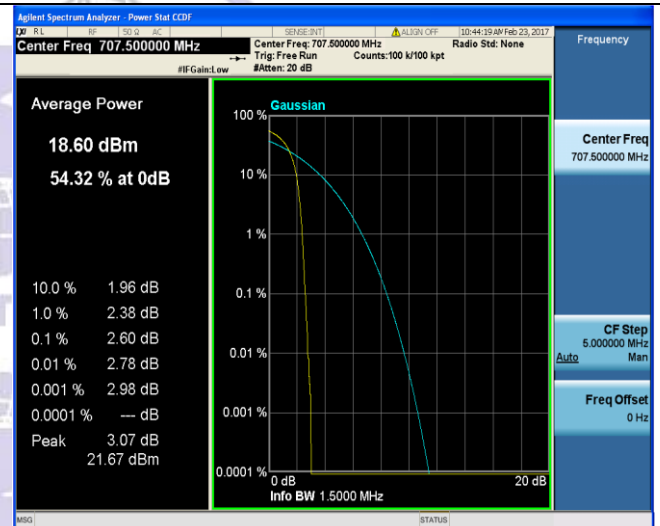 Agilent Spectrum Analyzer - Power Stat CCDF
RL RF 50 Ω AC SENSE:INT ALIGN OFF 10:44:19 AM Feb 23, 2017
Center Freq 707.500000 MHz
Center Freq: 707.500000 MHz Radio Std: None
Trig: Free Run Counts:100 k/100 kpt
#IFGain:Low #Atten: 20 dB
Frequency
Average Power
18.60 dBm
54.32 % at 0dB
10.0 % 1.96 dB
1.0 % 2.38 dB
0.1 % 2.60 dB
0.01 % 2.78 dB
0.001 % 2.98 dB
0.0001 % --- dB
Peak 3.07 dB
21.67 dBm
Gaussian
100 %
10 %
1 %
0.1 %
0.01 %
0.001 %
0.0001 %
0 dB 20 dB
Info BW 1.5000 MHz
Center Freq
707.500000 MHz
CF Step
5.000000 MHz
Auto Man
Freq Offset
0 Hz
MSG STATUS